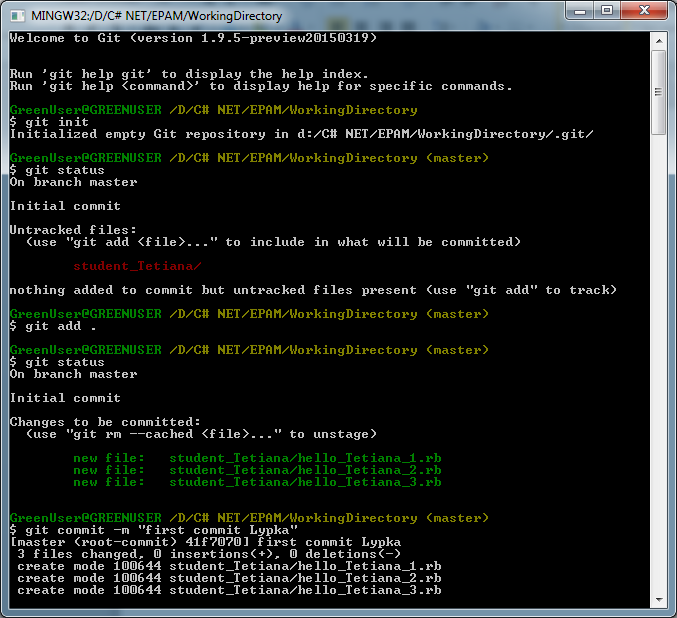 MINGW32:/D/C# NET/EPAM/WorkingDirectory
Welcome to Git (version 1.9.5-preview20150319)
Run 'git help git' to display the help index.
Run 'git help <command>' to display help for specific commands.
GreenUser@GREENUSER /D/C# NET/EPAM/WorkingDirectory
$ git init
Initialized empty Git repository in d:/C# NET/EPAM/WorkingDirectory/.git/
GreenUser@GREENUSER /D/C# NET/EPAM/WorkingDirectory (master)
$ git status
On branch master
Initial commit
Untracked files:
  (use "git add <file>..." to include in what will be committed)
        student_Tetiana/
nothing added to commit but untracked files present (use "git add" to track)
GreenUser@GREENUSER /D/C# NET/EPAM/WorkingDirectory (master)
$ git add .
GreenUser@GREENUSER /D/C# NET/EPAM/WorkingDirectory (master)
$ git status
On branch master
Initial commit
Changes to be committed:
  (use "git rm --cached <file>..." to unstage)
        new file:   student_Tetiana/hello_Tetiana_1.rb
        new file:   student_Tetiana/hello_Tetiana_2.rb
        new file:   student_Tetiana/hello_Tetiana_3.rb
GreenUser@GREENUSER /D/C# NET/EPAM/WorkingDirectory (master)
$ git commit -m "first commit Lypka"
[master (root-commit) 41f7070] first commit Lypka
 3 files changed, 0 insertions(+), 0 deletions(-)
 create mode 100644 student_Tetiana/hello_Tetiana_1.rb
 create mode 100644 student_Tetiana/hello_Tetiana_2.rb
 create mode 100644 student_Tetiana/hello_Tetiana_3.rb